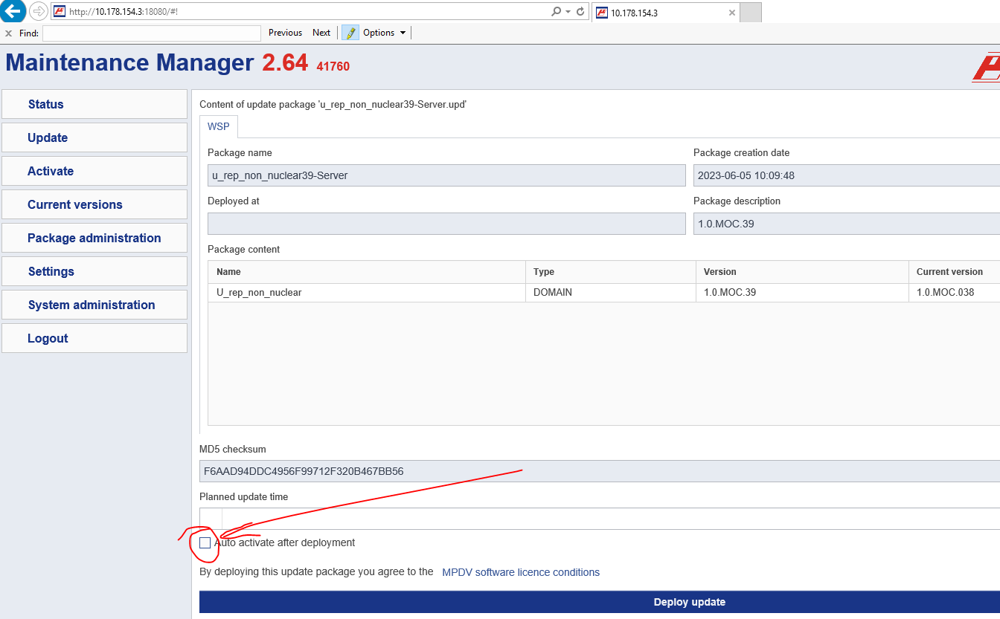 http://10.178.154.3:18080/#!
10.178.154.3
x Find:
Previous Next Options
Maintenance Manager 2.64 41760
Status
Update
Activate
Current versions
Package administration
Settings
System administration
Logout
Content of update package 'u_rep_non_nuclear39-Server.upd'
WSP
Package name
Package creation date
u_rep_non_nuclear39-Server
2023-06-05 10:09:48
Deployed at
Package description
1.0.MOC.39
Package content
Name Type Version Current version
U_rep_non_nuclear DOMAIN 1.0.MOC.39 1.0.MOC.038
MD5 checksum
F6AAD94DDC4956F99712F320B467BB56
Planned update time
Auto activate after deployment
By deploying this update package you agree to the MPDV software licence conditions
Deploy update